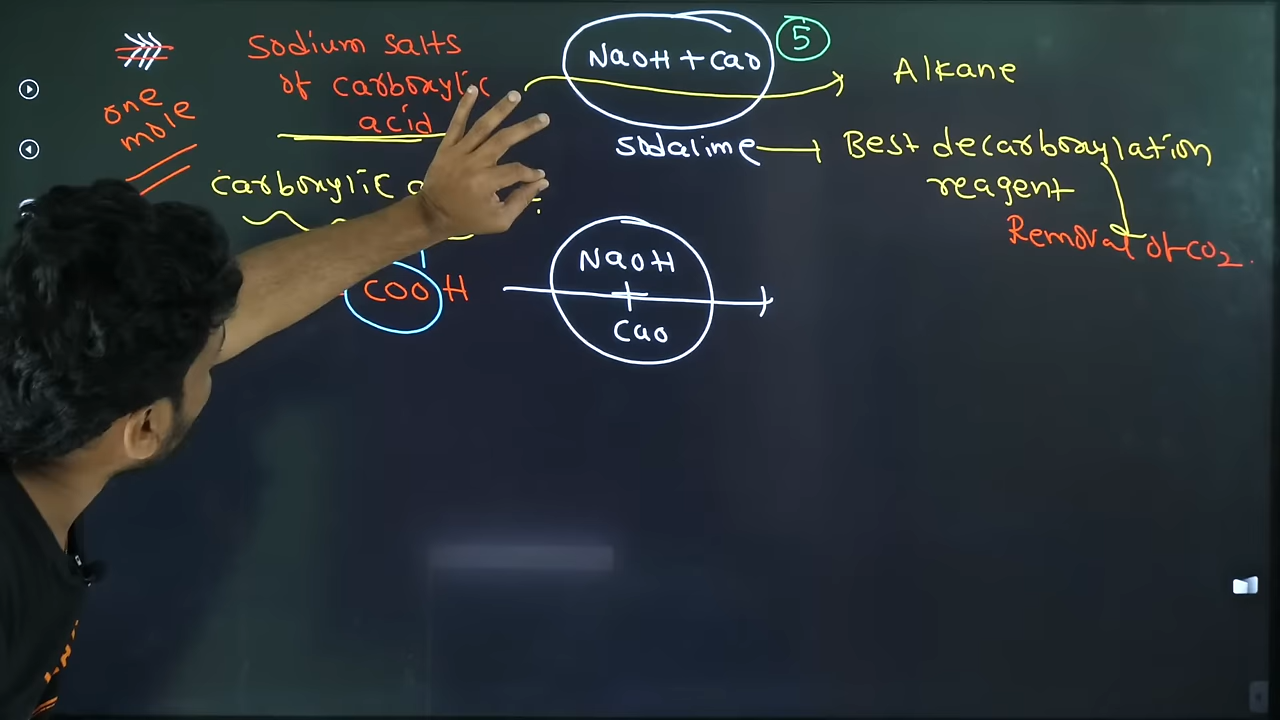 Sodium salts
of carboxylic
acid
one
mole
NaOH + CaO
5
Alkane
sodalime → Best decarboxylation
reagent
Removal of CO2.
carboxylic
COOH
NaOH
+
CaO